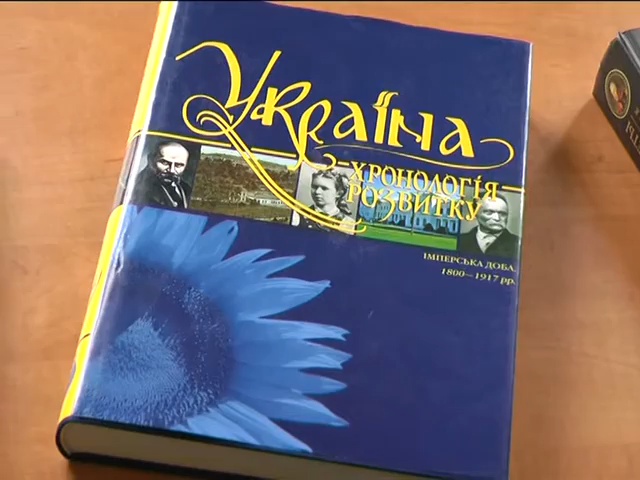 Україна
ХРОНОЛОГІЯ
РОЗВИТКУ
ІМПЕРСЬКА ДОБА.
1800—1917 рр.